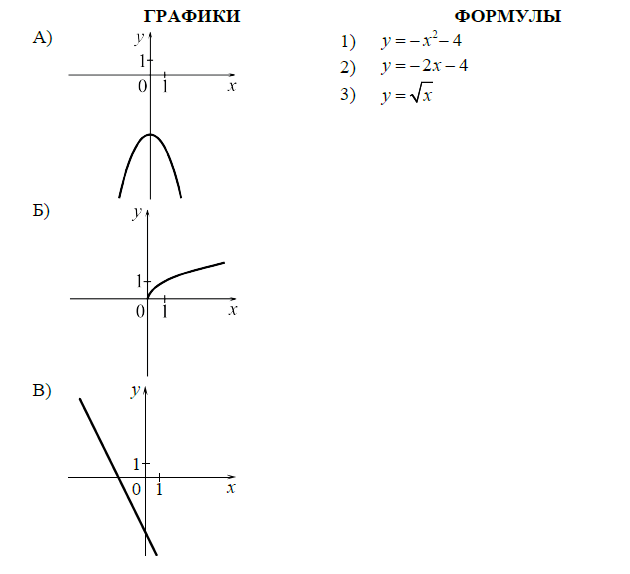 ГРАФИКИ
А)
y
1
0 1 x
Б)
y
1
0 1 x
В)
y
1
0 1 x
ФОРМУЛЫ
1) y = −x² − 4
2) y = −2x − 4
3) y = √x